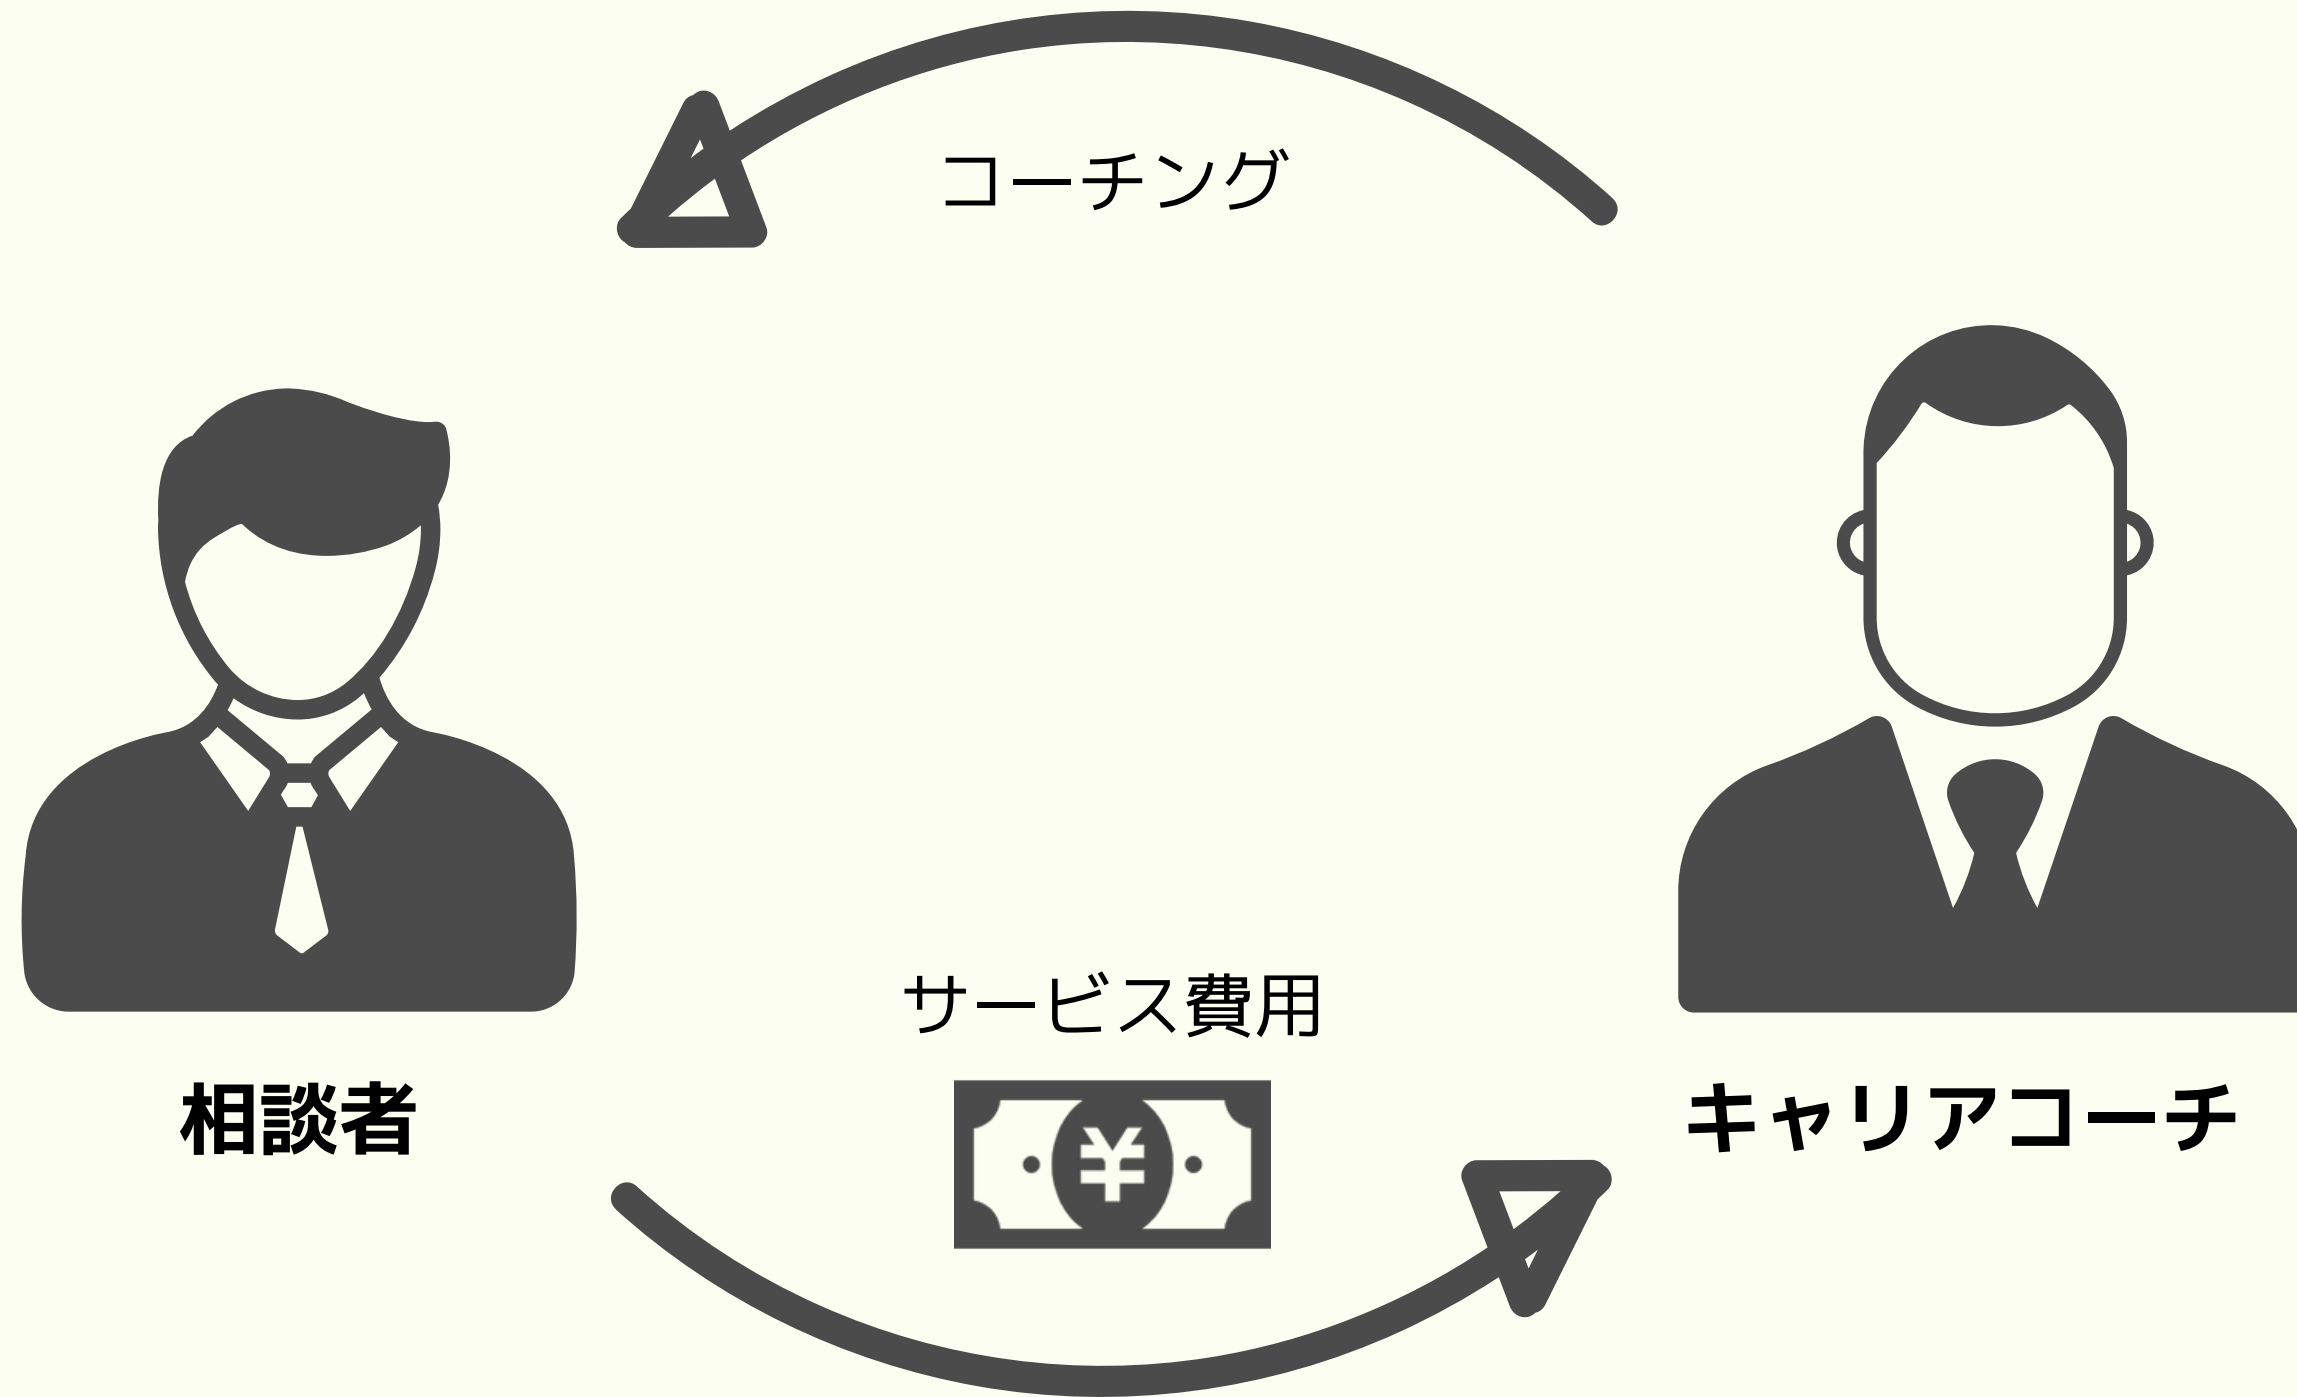 コーチング
サービス費用
¥
相談者
キャリアコーチ